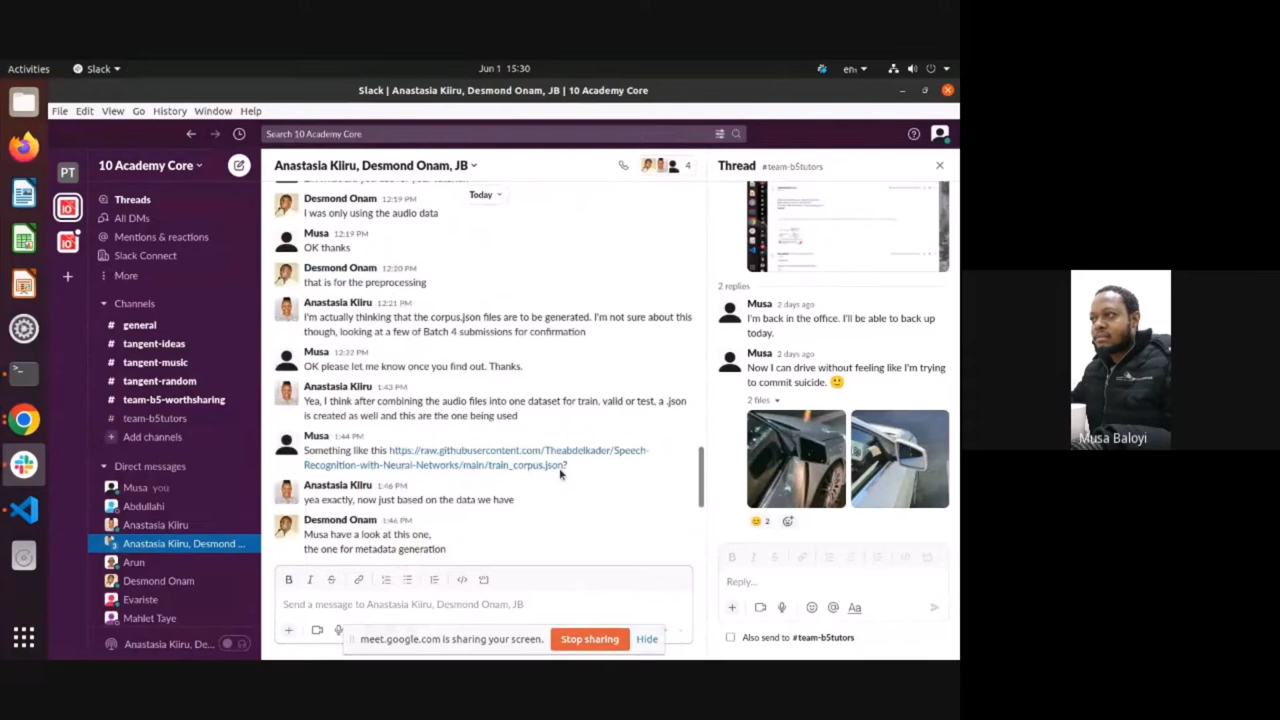 Activities
Slack
Jun 1 15:30
en₁
Slack | Anastasia Kiiru, Desmond Onam, JB | 10 Academy Core
File Edit View Go History Window Help
Search 10 Academy Core
PT
10 Academy Core
Threads
All DMs
Mentions & reactions
Slack Connect
More
Channels
# general
# tangent-ideas
# tangent-music
# tangent-random
# team-b5-worthsharing
# team-b5tutors
Add channels
Direct messages
Musa you
Abdullahi
Anastasia Kiiru
3 Anastasia Kiiru, Desmond ...
Arun
Desmond Onam
Evariste
Mahlet Taye
Anastasia Kiiru, De...
Anastasia Kiiru, Desmond Onam, JB
4
Today
Desmond Onam 12:19 PM
I was only using the audio data
Musa 12:19 PM
OK thanks
Desmond Onam 12:20 PM
that is for the preprocessing
Anastasia Kiiru 12:21 PM
I'm actually thinking that the corpus.json files are to be generated. I'm not sure about this
though, looking at a few of Batch 4 submissions for confirmation
Musa 12:22 PM
OK please let me know once you find out. Thanks.
Anastasia Kiiru 1:43 PM
Yea, I think after combining the audio files into one dataset for train, valid or test, a .json
is created as well and this are the one being used
Musa 1:44 PM
Something like this https://raw.githubusercontent.com/Theabdelkader/Speech-
Recognition-with-Neural-Networks/main/train_corpus.json?
Anastasia Kiiru 1:46 PM
yea exactly, now just based on the data we have
Desmond Onam 1:46 PM
Musa have a look at this one,
the one for metadata generation
B I S
Send a message to Anastasia Kiiru, Desmond Onam, JB
meet.google.com is sharing your screen.
Stop sharing
Hide
Thread #team-b5tutors
2 replies
Musa 2 days ago
I'm back in the office. I'll be able to back up
today.
Musa 2 days ago
Now I can drive without feeling like I'm trying
to commit suicide.
2 files
2
B I S
Reply...
Aa
Also send to #team-b5tutors
Musa Baloyi